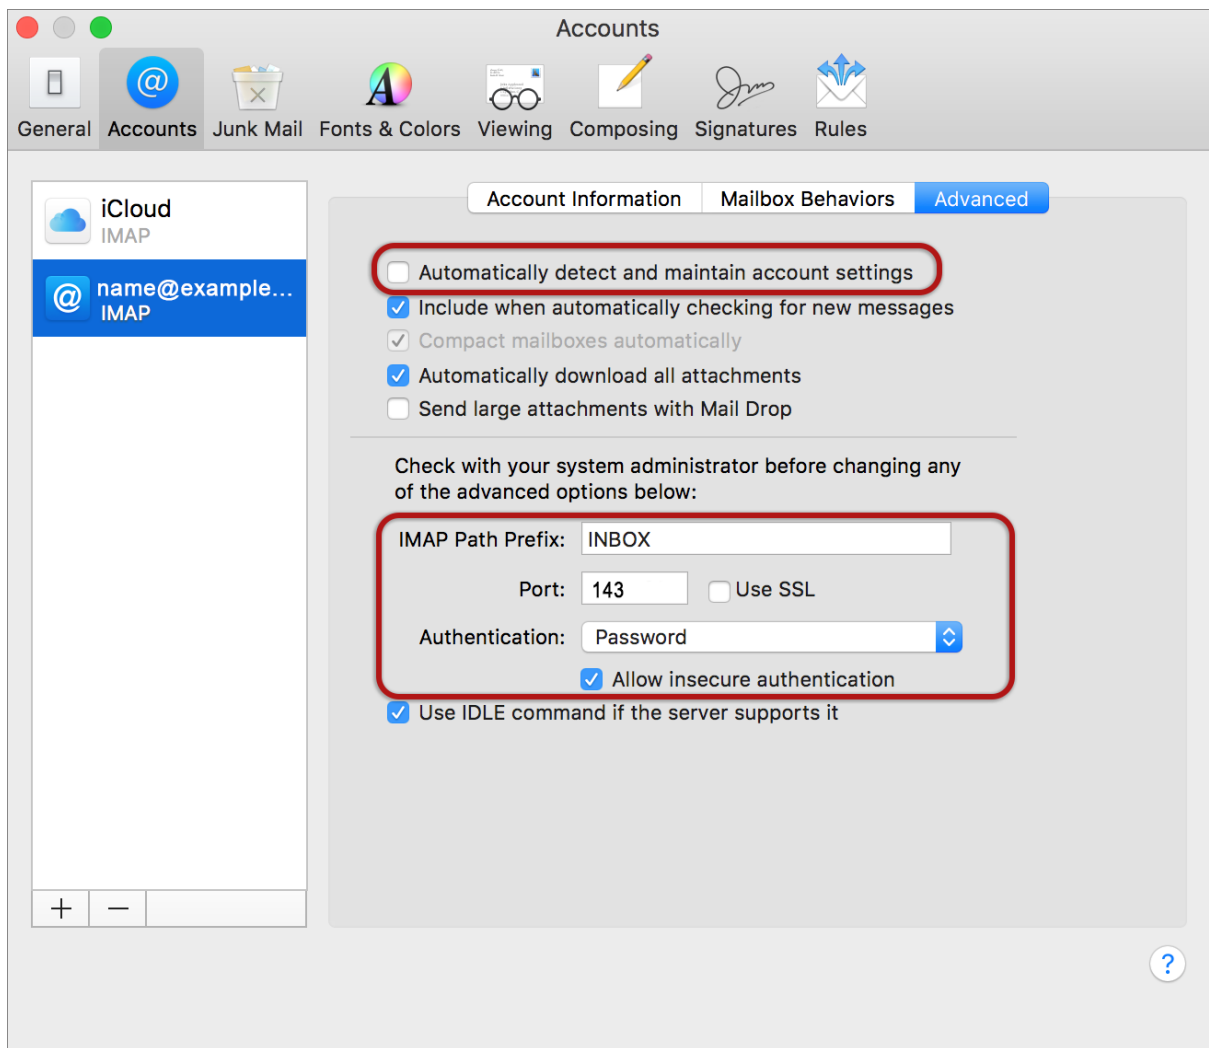 Accounts
General Accounts Junk Mail Fonts & Colors Viewing Composing Signatures Rules
iCloud
IMAP
name@example...
IMAP
Account Information Mailbox Behaviors Advanced
Automatically detect and maintain account settings
Include when automatically checking for new messages
Compact mailboxes automatically
Automatically download all attachments
Send large attachments with Mail Drop
Check with your system administrator before changing any
of the advanced options below:
IMAP Path Prefix: INBOX
Port: 143 Use SSL
Authentication: Password
Allow insecure authentication
Use IDLE command if the server supports it
?